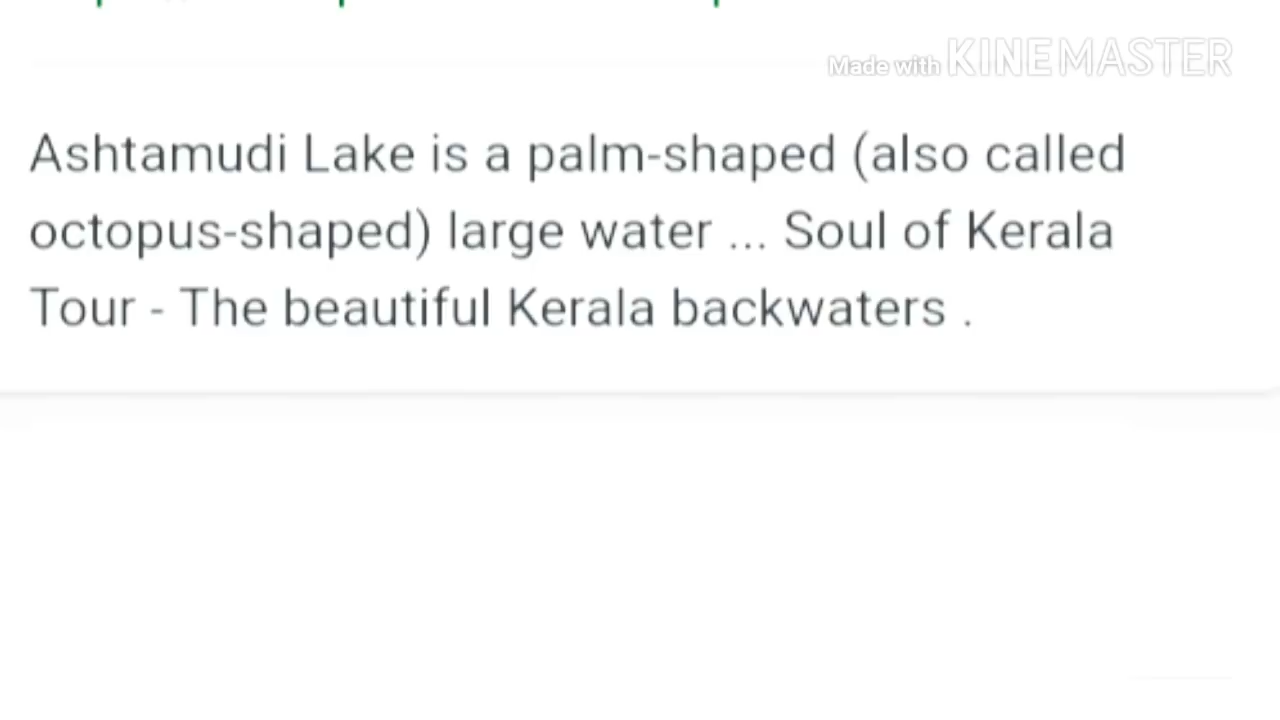 Made with KINEMASTER
Ashtamudi Lake is a palm-shaped (also called
octopus-shaped) large water ... Soul of Kerala
Tour - The beautiful Kerala backwaters .